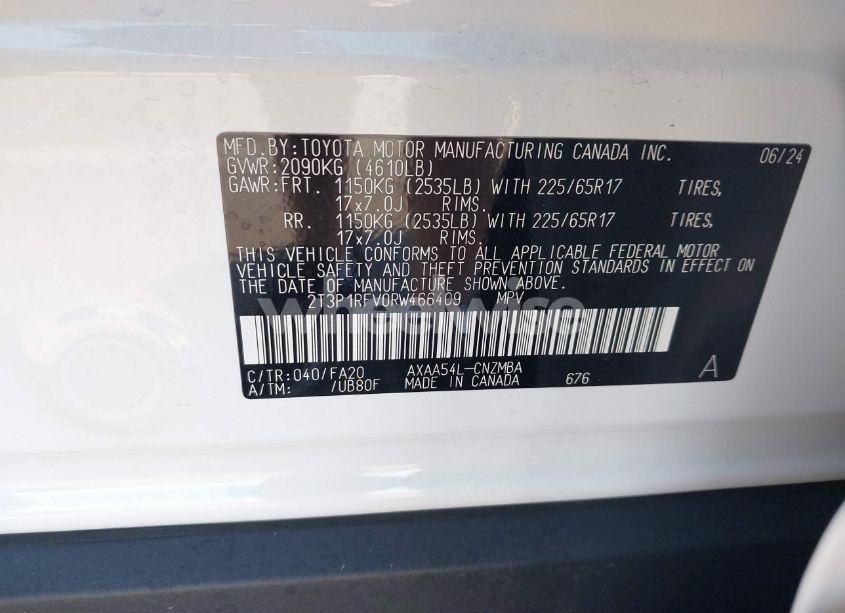 MFD.BY:TOYOTA MOTOR MANUFACTURING CANADA INC. 06/24
GVWR:2090KG (4610LB)
GAWR:FRT. 1150KG (2535LB) WITH 225/65R17 TIRES,
17x7.0J RIMS.
RR. 1150KG (2535LB) WITH 225/65R17 TIRES,
17x7.0J RIMS.
THIS VEHICLE CONFORMS TO ALL APPLICABLE FEDERAL MOTOR
VEHICLE SAFETY AND THEFT PREVENTION STANDARDS IN EFFECT ON
THE DATE OF MANUFACTURE SHOWN ABOVE.
2T3P1RFV0RW466409 MPV
wheelwise
C/TR:040/FA20 AXAA54L-CNZMBA
A/TM: /UB80F MADE IN CANADA 676 A